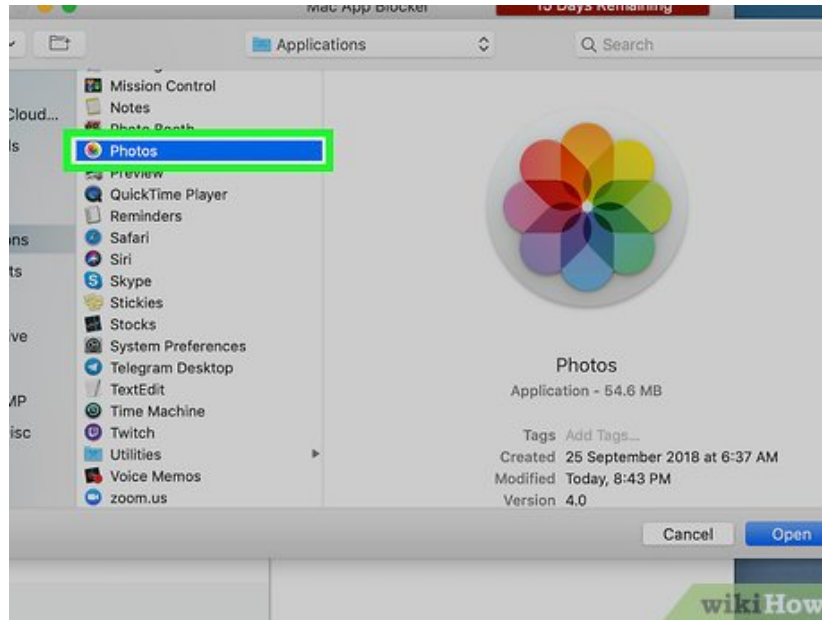 Mac App Blocker
15 Days Remaining
Applications
Search
Mission Control
Notes
Photo Booth
Photos
Preview
QuickTime Player
Reminders
Safari
Siri
Skype
Stickies
Stocks
System Preferences
Telegram Desktop
TextEdit
Time Machine
Twitch
Utilities
Voice Memos
zoom.us
Cloud...
ls
ons
ts
ve
MP
isc
Photos
Application - 54.6 MB
Tags Add Tags...
Created 25 September 2018 at 6:37 AM
Modified Today, 8:43 PM
Version 4.0
Cancel
Open
wikiHow